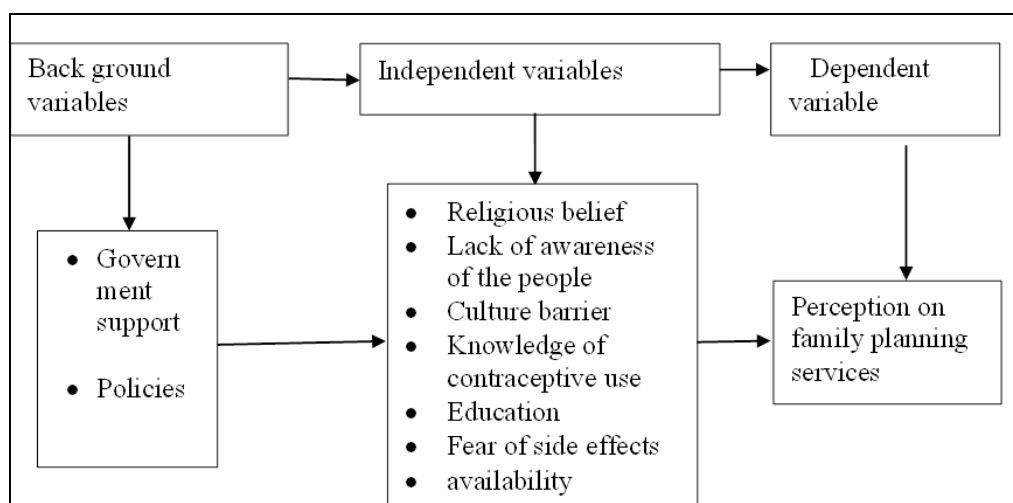 Back ground
variables
Independent variables
Dependent
variable
• Govern
ment
support
• Policies
• Religious belief
• Lack of awareness
of the people
• Culture barrier
• Knowledge of
contraceptive use
• Education
• Fear of side effects
• availability
Perception on
family planning
services